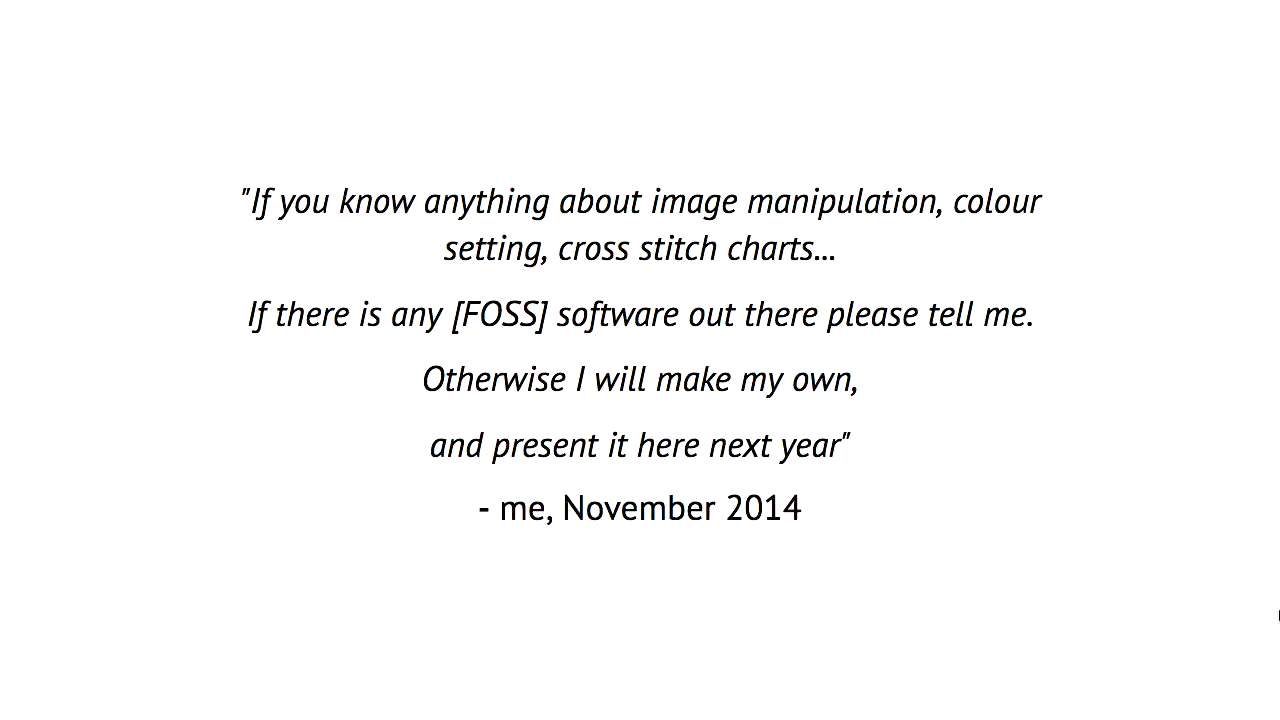 "If you know anything about image manipulation, colour
setting, cross stitch charts...
If there is any [FOSS] software out there please tell me.
Otherwise I will make my own,
and present it here next year"
- me, November 2014